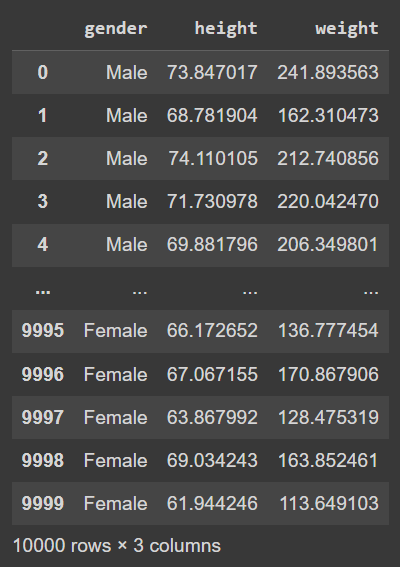 gender height weight
0 Male 73.847017 241.893563
1 Male 68.781904 162.310473
2 Male 74.110105 212.740856
3 Male 71.730978 220.042470
4 Male 69.881796 206.349801
... ... ... ...
9995 Female 66.172652 136.777454
9996 Female 67.067155 170.867906
9997 Female 63.867992 128.475319
9998 Female 69.034243 163.852461
9999 Female 61.944246 113.649103
10000 rows × 3 columns